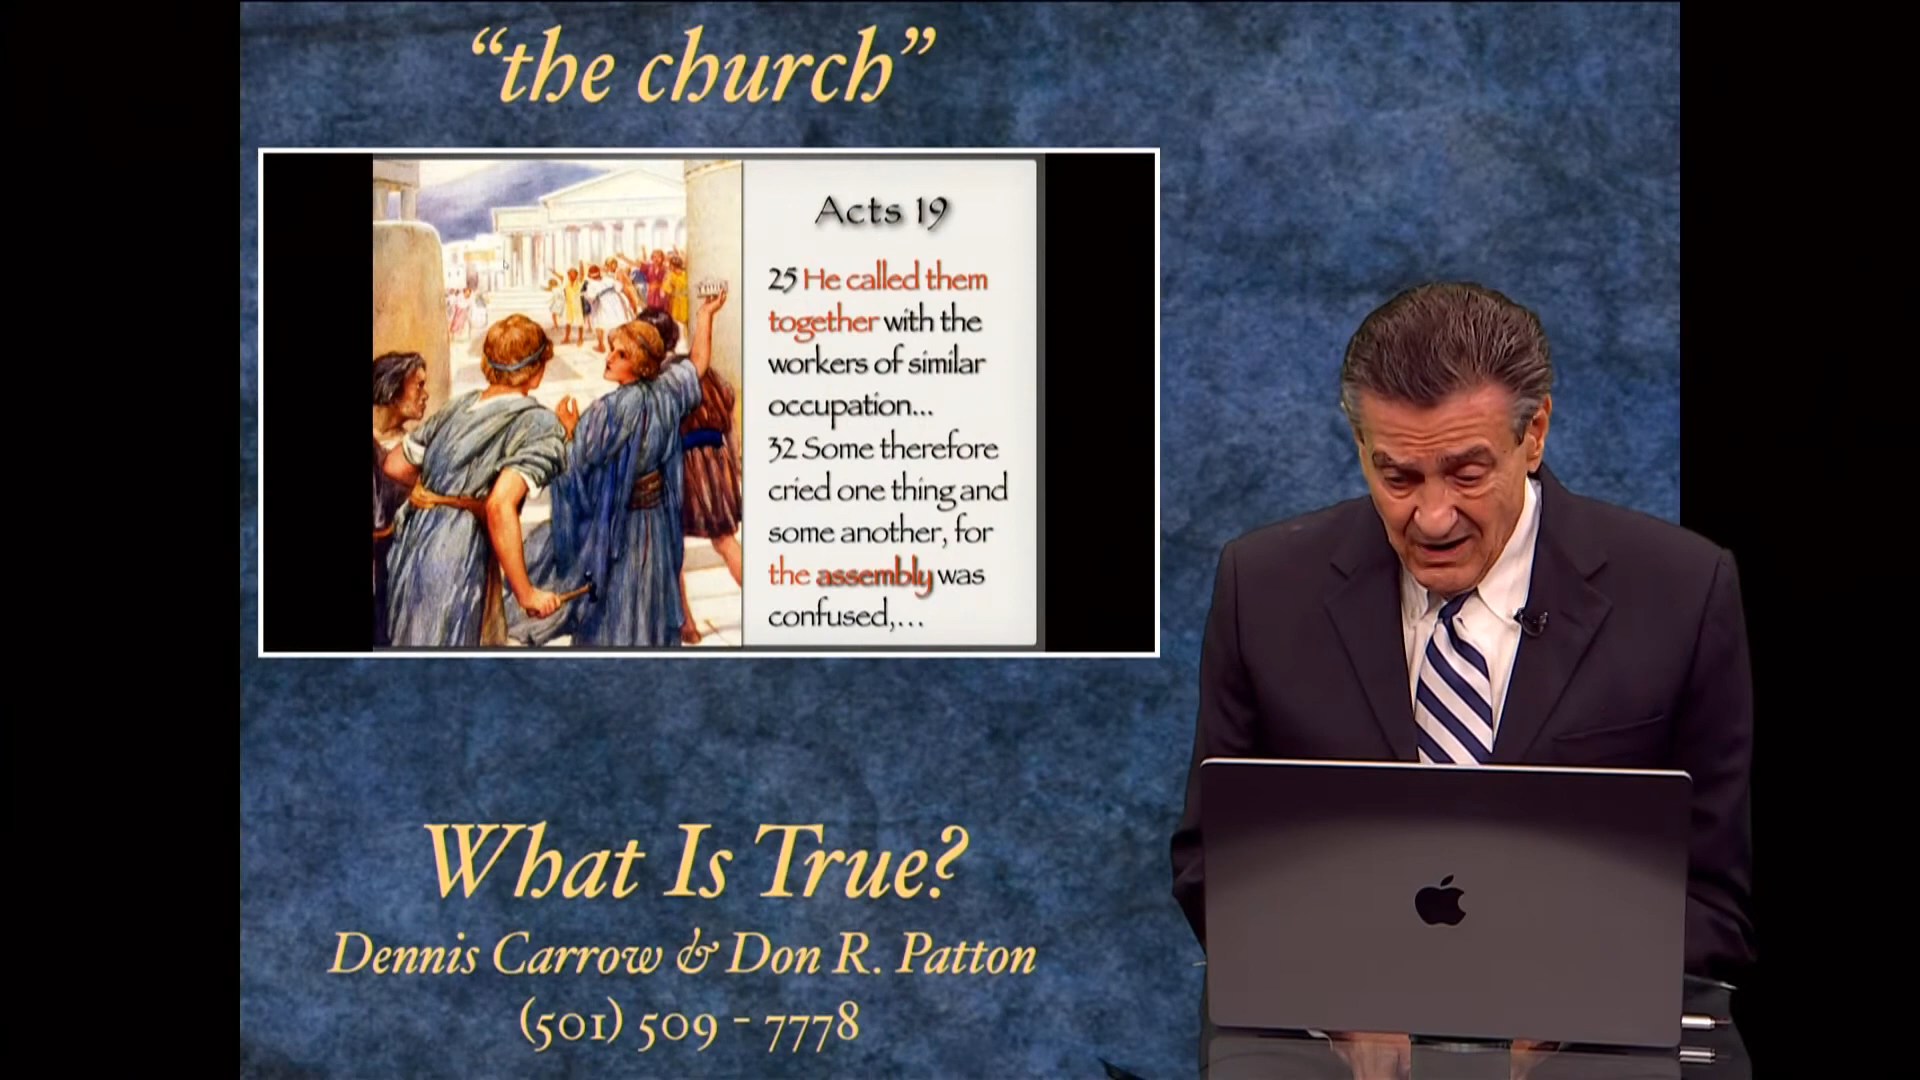 “the church”
Acts 19
25 He called them
together with the
workers of similar
occupation...
32 Some therefore
cried one thing and
some another, for
the assembly was
confused,...
What Is True?
Dennis Carrow & Don R. Patton
(501) 509 - 7778